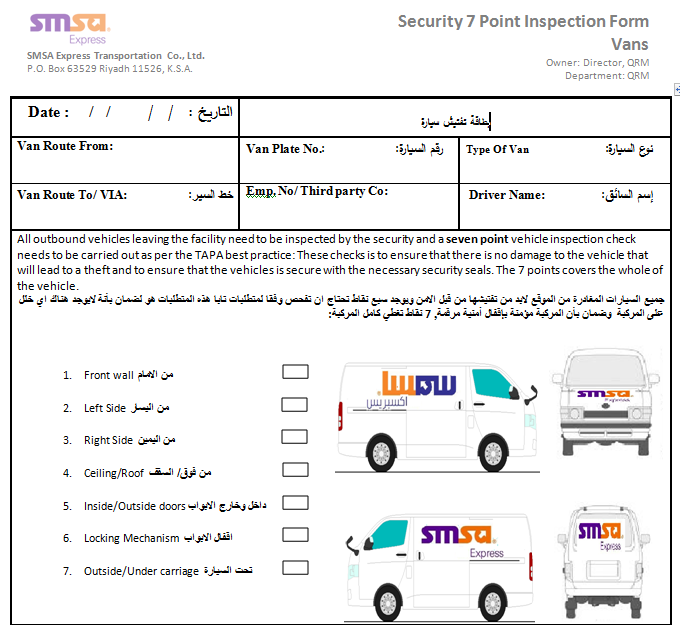 smsa
Express
SMSA Express Transportation Co., Ltd.
P.O. Box 63529 Riyadh 11526, K.S.A.
Security 7 Point Inspection Form
Vans
Owner: Director, QRM
Department: QRM
Date : / / / / التاريخ :
بطاقة تفتيش سيارة
Van Route From:
Van Plate No.: رقم السيارة:
Type Of Van نوع السيارة:
Van Route To/ VIA: خط السير:
Emp. No/ Third party Co:
Driver Name: إسم السائق:
All outbound vehicles leaving the facility need to be inspected by the security and a seven point vehicle inspection check
needs to be carried out as per the TAPA best practice: These checks is to ensure that there is no damage to the vehicle that
will lead to a theft and to ensure that the vehicles is secure with the necessary security seals. The 7 points covers the whole of
the vehicle.
جميع السيارات المغادرة من الموقع لابد من تفتيشها من قبل الامن ويوجد سبع نقاط تحتاج ان تفحص وفقا لمتطلبات تابا هذه المتطلبات هو لضمان بأنة لايوجد هناك اي خلل
على المركبة وضمان بأن المركبة مؤمنة بإقفال أمنية مرقمة, 7 نقاط تغطي كامل المركبة:
1. Front wall من الامام
2. Left Side من اليسار
3. Right Side من اليمين
4. Ceiling/Roof من فوق/ السقف
5. Inside/Outside doors داخل وخارج الابواب
6. Locking Mechanism اقفال الابواب
7. Outside/Under carriage تحت السيارة
سمسا
اكسبريس
smsa
Express
smsa
Express
smsa
Express